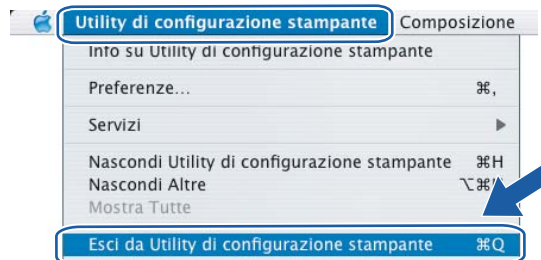 Utility di configurazione stampante Composizione
Info su Utility di configurazione stampante
Preferenze... ⌘,
Servizi
Nascondi Utility di configurazione stampante ⌘H
Nascondi Altre ⌥⌘
Mostra Tutte
Esci da Utility di configurazione stampante ⌘Q